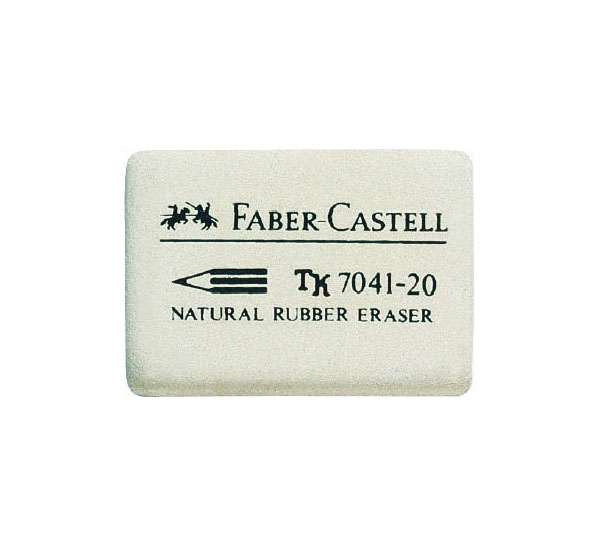 FABER-CASTELL
TK 7041-20
NATURAL RUBBER ERASER